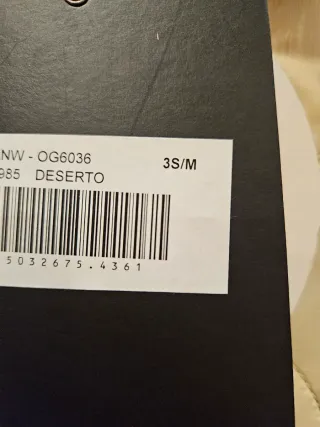 NW - OG6036 3S/M
985 DESERTO
5032675.4361